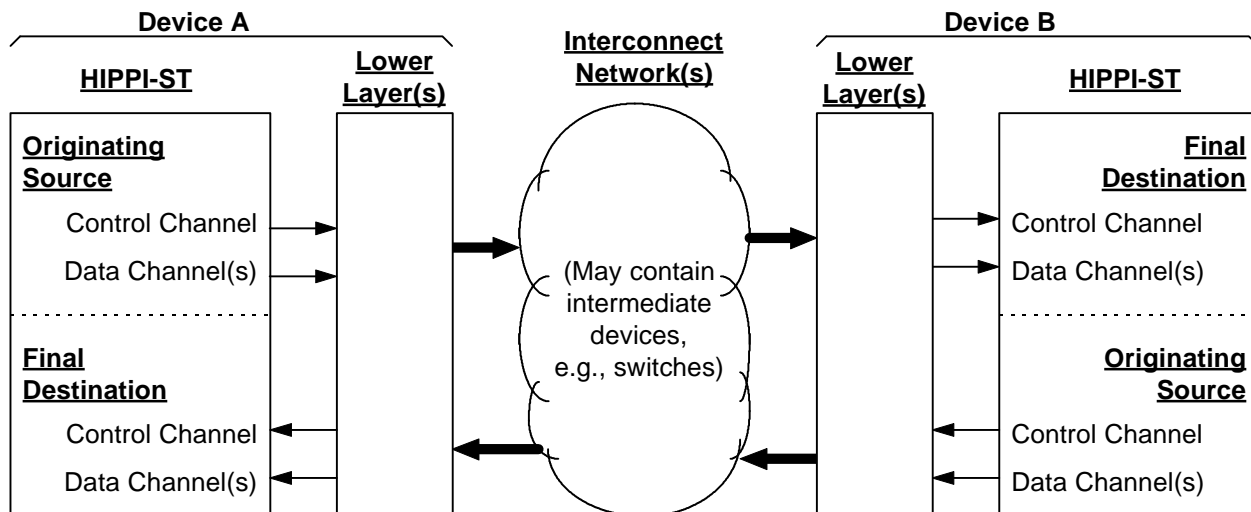 Device A
HIPPI-ST
Lower
Layer(s)
Originating
Source
Control Channel
Data Channel(s)
Final
Destination
Control Channel
Data Channel(s)
Interconnect
Network(s)
(May contain
intermediate
devices,
e.g., switches)
Device B
Lower
Layer(s)
HIPPI-ST
Final
Destination
Control Channel
Data Channel(s)
Originating
Source
Control Channel
Data Channel(s)